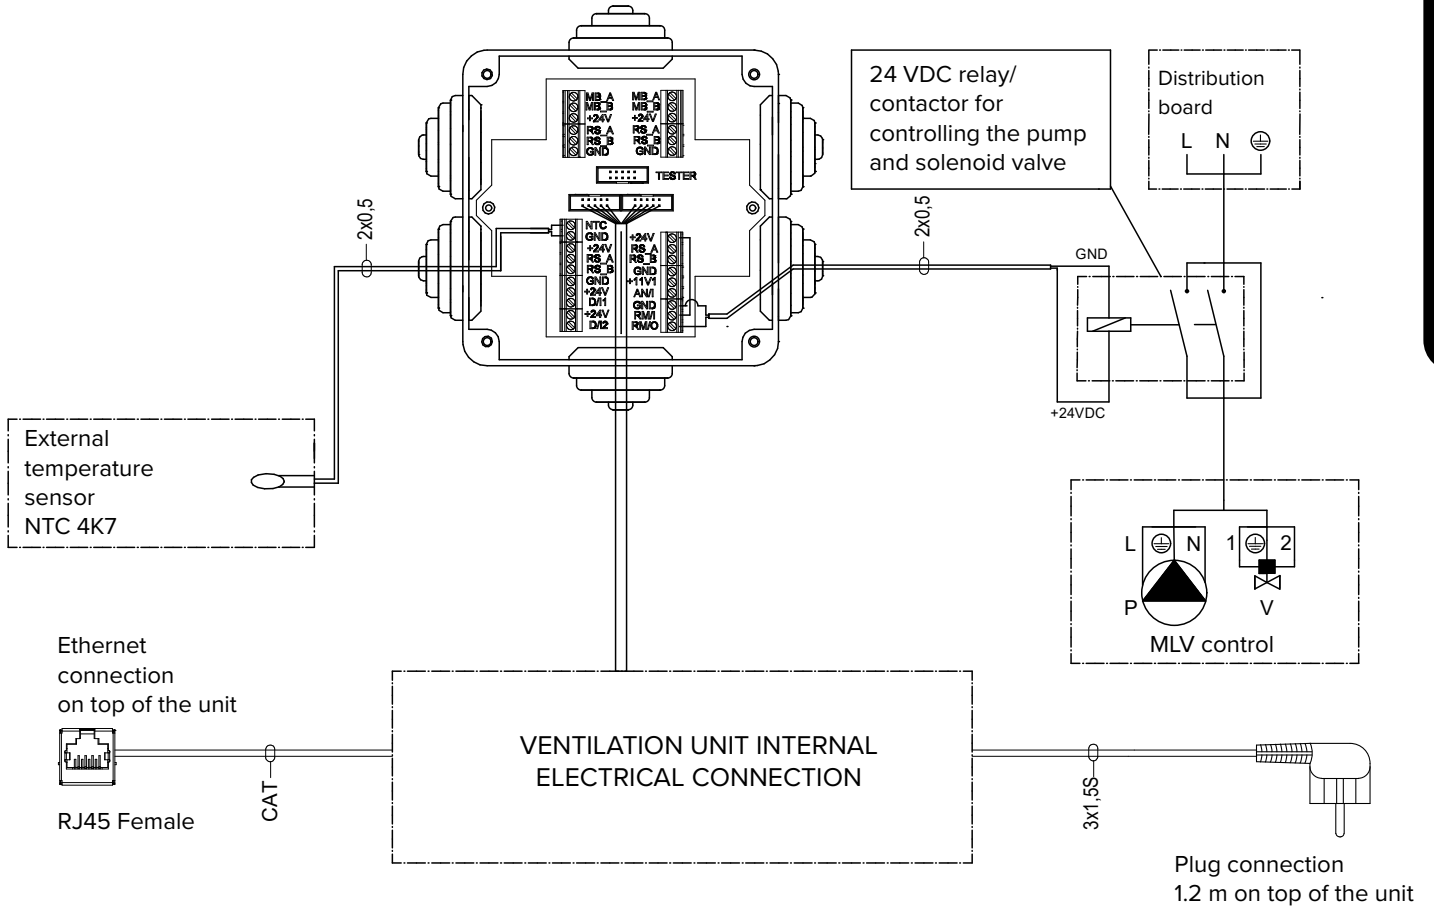 MB_A
MB_B
+24V
RS_A
RS_B
GND
MB_A
MB_B
+24V
RS_A
RS_B
GND
TESTER
NTC
GND
+24V
RS_A
RS_B
GND
+24V
D/I1
+24V
D/I2
+24V
RS_A
RS_B
GND
+11V1
AN/I
GND
RM/I
RM/O
24 VDC relay/
contactor for
controlling the pump
and solenoid valve
Distribution
board
L N
2x0,5
2x0,5
GND
+24VDC
External
temperature
sensor
NTC 4K7
L N 1 2
P V
MLV control
Ethernet
connection
on top of the unit
CAT
RJ45 Female
VENTILATION UNIT INTERNAL
ELECTRICAL CONNECTION
3x1,5S
Plug connection
1.2 m on top of the unit